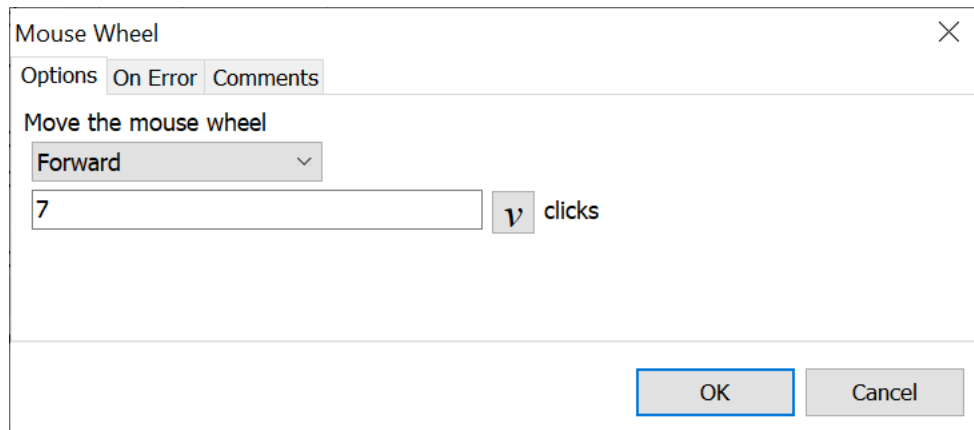 Mouse Wheel
Options On Error Comments
Move the mouse wheel
Forward
7 v clicks
OK Cancel